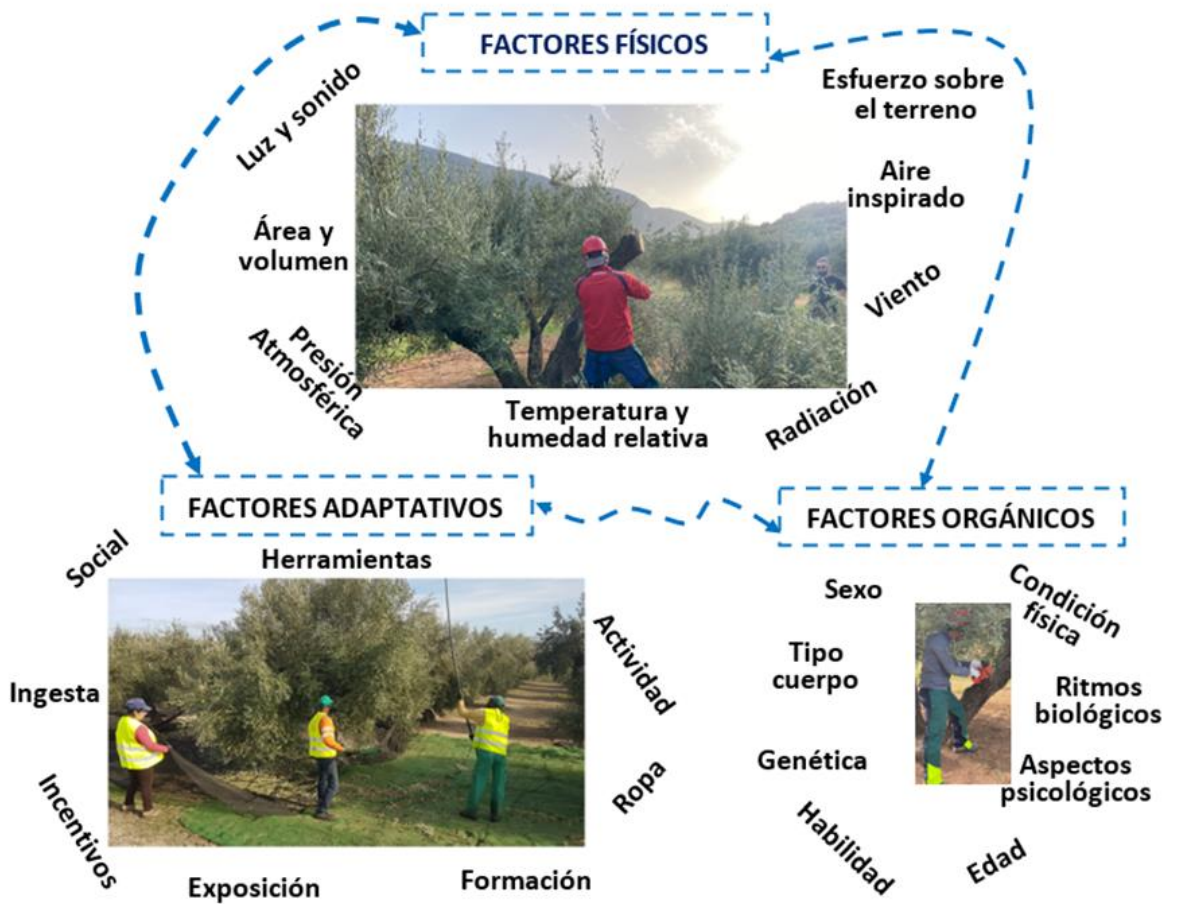 FACTORES FÍSICOS
Luz y sonido
Área y
volumen
Presión
Atmosférica
Temperatura y
humedad relativa
Esfuerzo sobre
el terreno
Aire
inspirado
Viento
Radiación
FACTORES ADAPTATIVOS
Social
Herramientas
Ingesta
Incentivos
Exposición
Formación
Actividad
Ropa
FACTORES ORGÁNICOS
Sexo
Tipo
cuerpo
Genética
Habilidad
Edad
Condición
física
Ritmos
biológicos
Aspectos
psicológicos